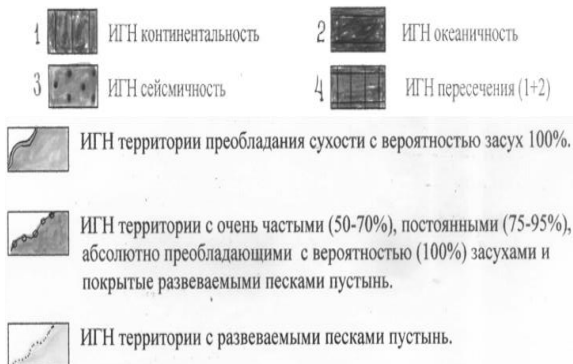 1 ИГН континентальность 2 ИГН океаничность
3 ИГН сейсмичность 4 ИГН пересечения (1+2)
ИГН территории преобладания сухости с вероятностью засух 100%.
ИГН территории с очень частыми (50-70%), постоянными (75-95%),
абсолютно преобладающими с вероятностью (100%) засухами и
покрытые развеваемыми песками пустынь.
ИГН территории с развеваемыми песками пустынь.